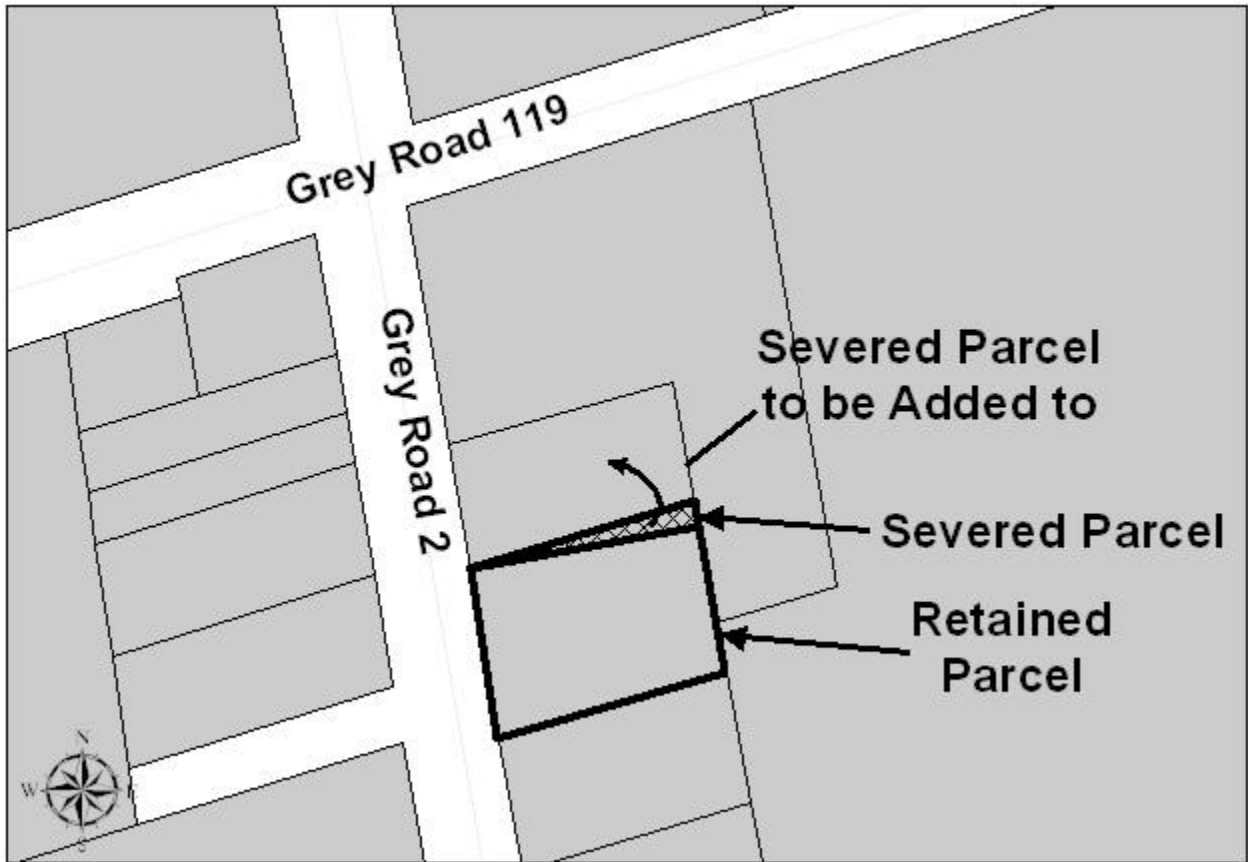 Grey Road 119
Grey Road 2
Severed Parcel
to be Added to
Severed Parcel
Retained
Parcel
N
W
S